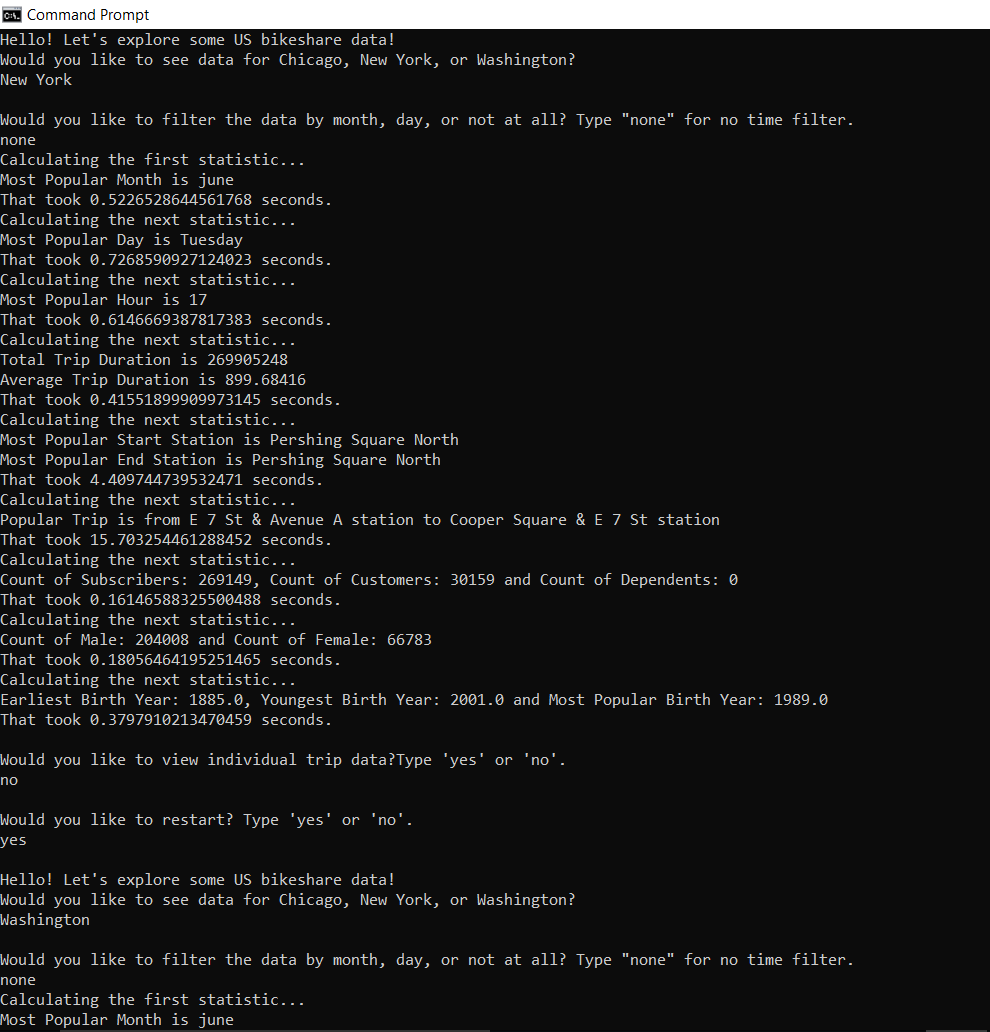 Command Prompt
Hello! Let's explore some US bikeshare data!
Would you like to see data for Chicago, New York, or Washington?
New York
Would you like to filter the data by month, day, or not at all? Type "none" for no time filter.
none
Calculating the first statistic...
Most Popular Month is june
That took 0.5226528644561768 seconds.
Calculating the next statistic...
Most Popular Day is Tuesday
That took 0.7268590927124023 seconds.
Calculating the next statistic...
Most Popular Hour is 17
That took 0.6146669387817383 seconds.
Calculating the next statistic...
Total Trip Duration is 269905248
Average Trip Duration is 899.68416
That took 0.41551899909973145 seconds.
Calculating the next statistic...
Most Popular Start Station is Pershing Square North
Most Popular End Station is Pershing Square North
That took 4.409744739532471 seconds.
Calculating the next statistic...
Popular Trip is from E 7 St & Avenue A station to Cooper Square & E 7 St station
That took 15.703254461288452 seconds.
Calculating the next statistic...
Count of Subscribers: 269149, Count of Customers: 30159 and Count of Dependents: 0
That took 0.16146588325500488 seconds.
Calculating the next statistic...
Count of Male: 204008 and Count of Female: 66783
That took 0.18056464195251465 seconds.
Calculating the next statistic...
Earliest Birth Year: 1885.0, Youngest Birth Year: 2001.0 and Most Popular Birth Year: 1989.0
That took 0.3797910213470459 seconds.
Would you like to view individual trip data?Type 'yes' or 'no'.
no
Would you like to restart? Type 'yes' or 'no'.
yes
Hello! Let's explore some US bikeshare data!
Would you like to see data for Chicago, New York, or Washington?
Washington
Would you like to filter the data by month, day, or not at all? Type "none" for no time filter.
none
Calculating the first statistic...
Most Popular Month is june